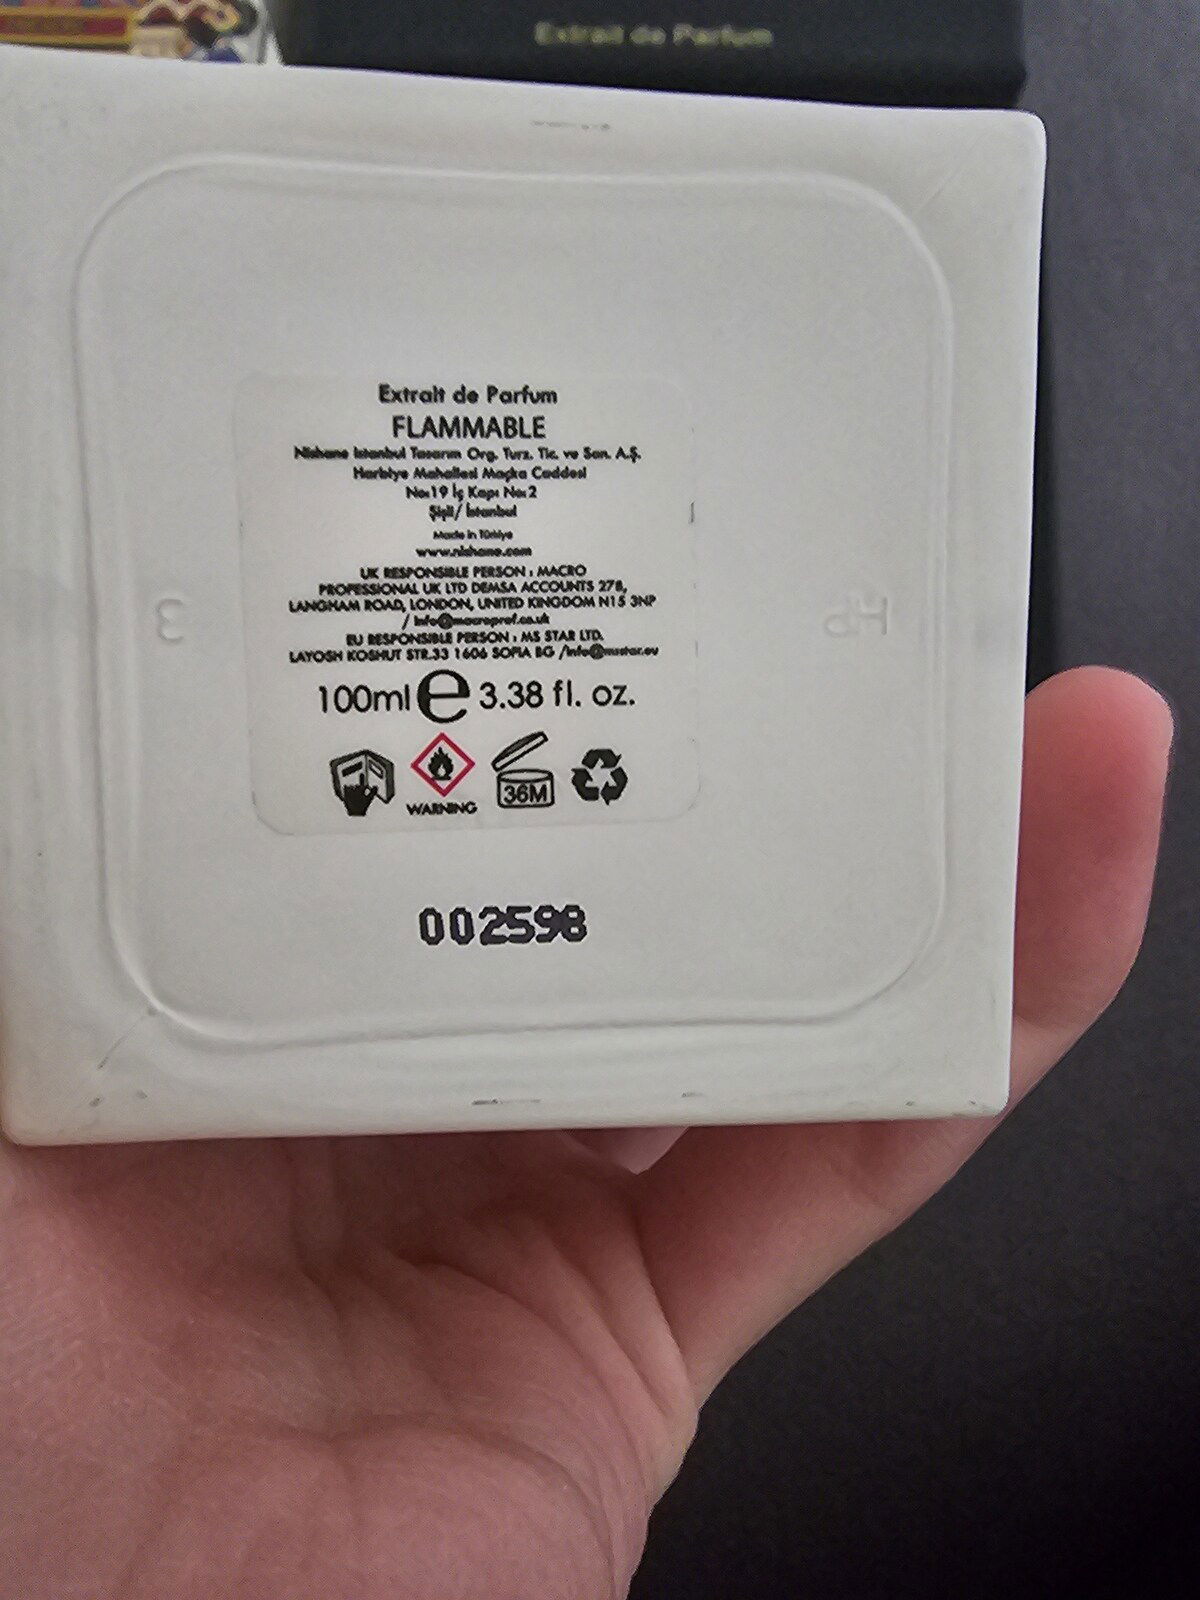 Extrait de Parfum
Extrait de Parfum
FLAMMABLE
Nishane Istanbul Tasarım Org. Turz. Tic. ve San. A.Ş.
Harbiye Mahallesi Maçka Caddesi
No:19 İç Kapı No:2
Şişli/ İstanbul
Made in Türkiye
www.nishane.com
UK RESPONSIBLE PERSON : MACRO
PROFESSIONAL UK LTD DEMSA ACCOUNTS 278,
LANGHAM ROAD, LONDON, UNITED KINGDOM N15 3NP
/ info@macroprof.co.uk
EU RESPONSIBLE PERSON : MS STAR LTD.
LAYOSH KOSHUT STR.33 1606 SOFIA BG /info@msstar.eu
100ml e 3.38 fl. oz.
WARNING
36M
002598